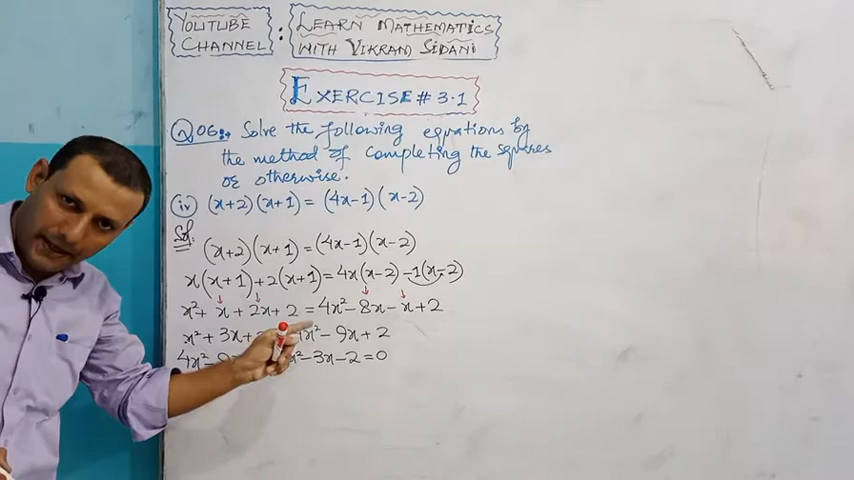 YOUTUBE CHANNEL : LEARN MATHEMATICS WITH VIKRAM SIDANI
EXERCISE # 3.1
Q 06:- Solve the following equations by
the method of completing the squares
or otherwise.
iv (x+2)(x+1) = (4x-1)(x-2)
Sol: (x+2)(x+1) = (4x-1)(x-2)
x(x+1)+2(x+1) = 4x(x-2) -1(x-2)
x²+ x + 2x + 2 = 4x² - 8x - x + 2
x² + 3x + x² - 9x + 2
4x² - x² - 3x - 2 = 0